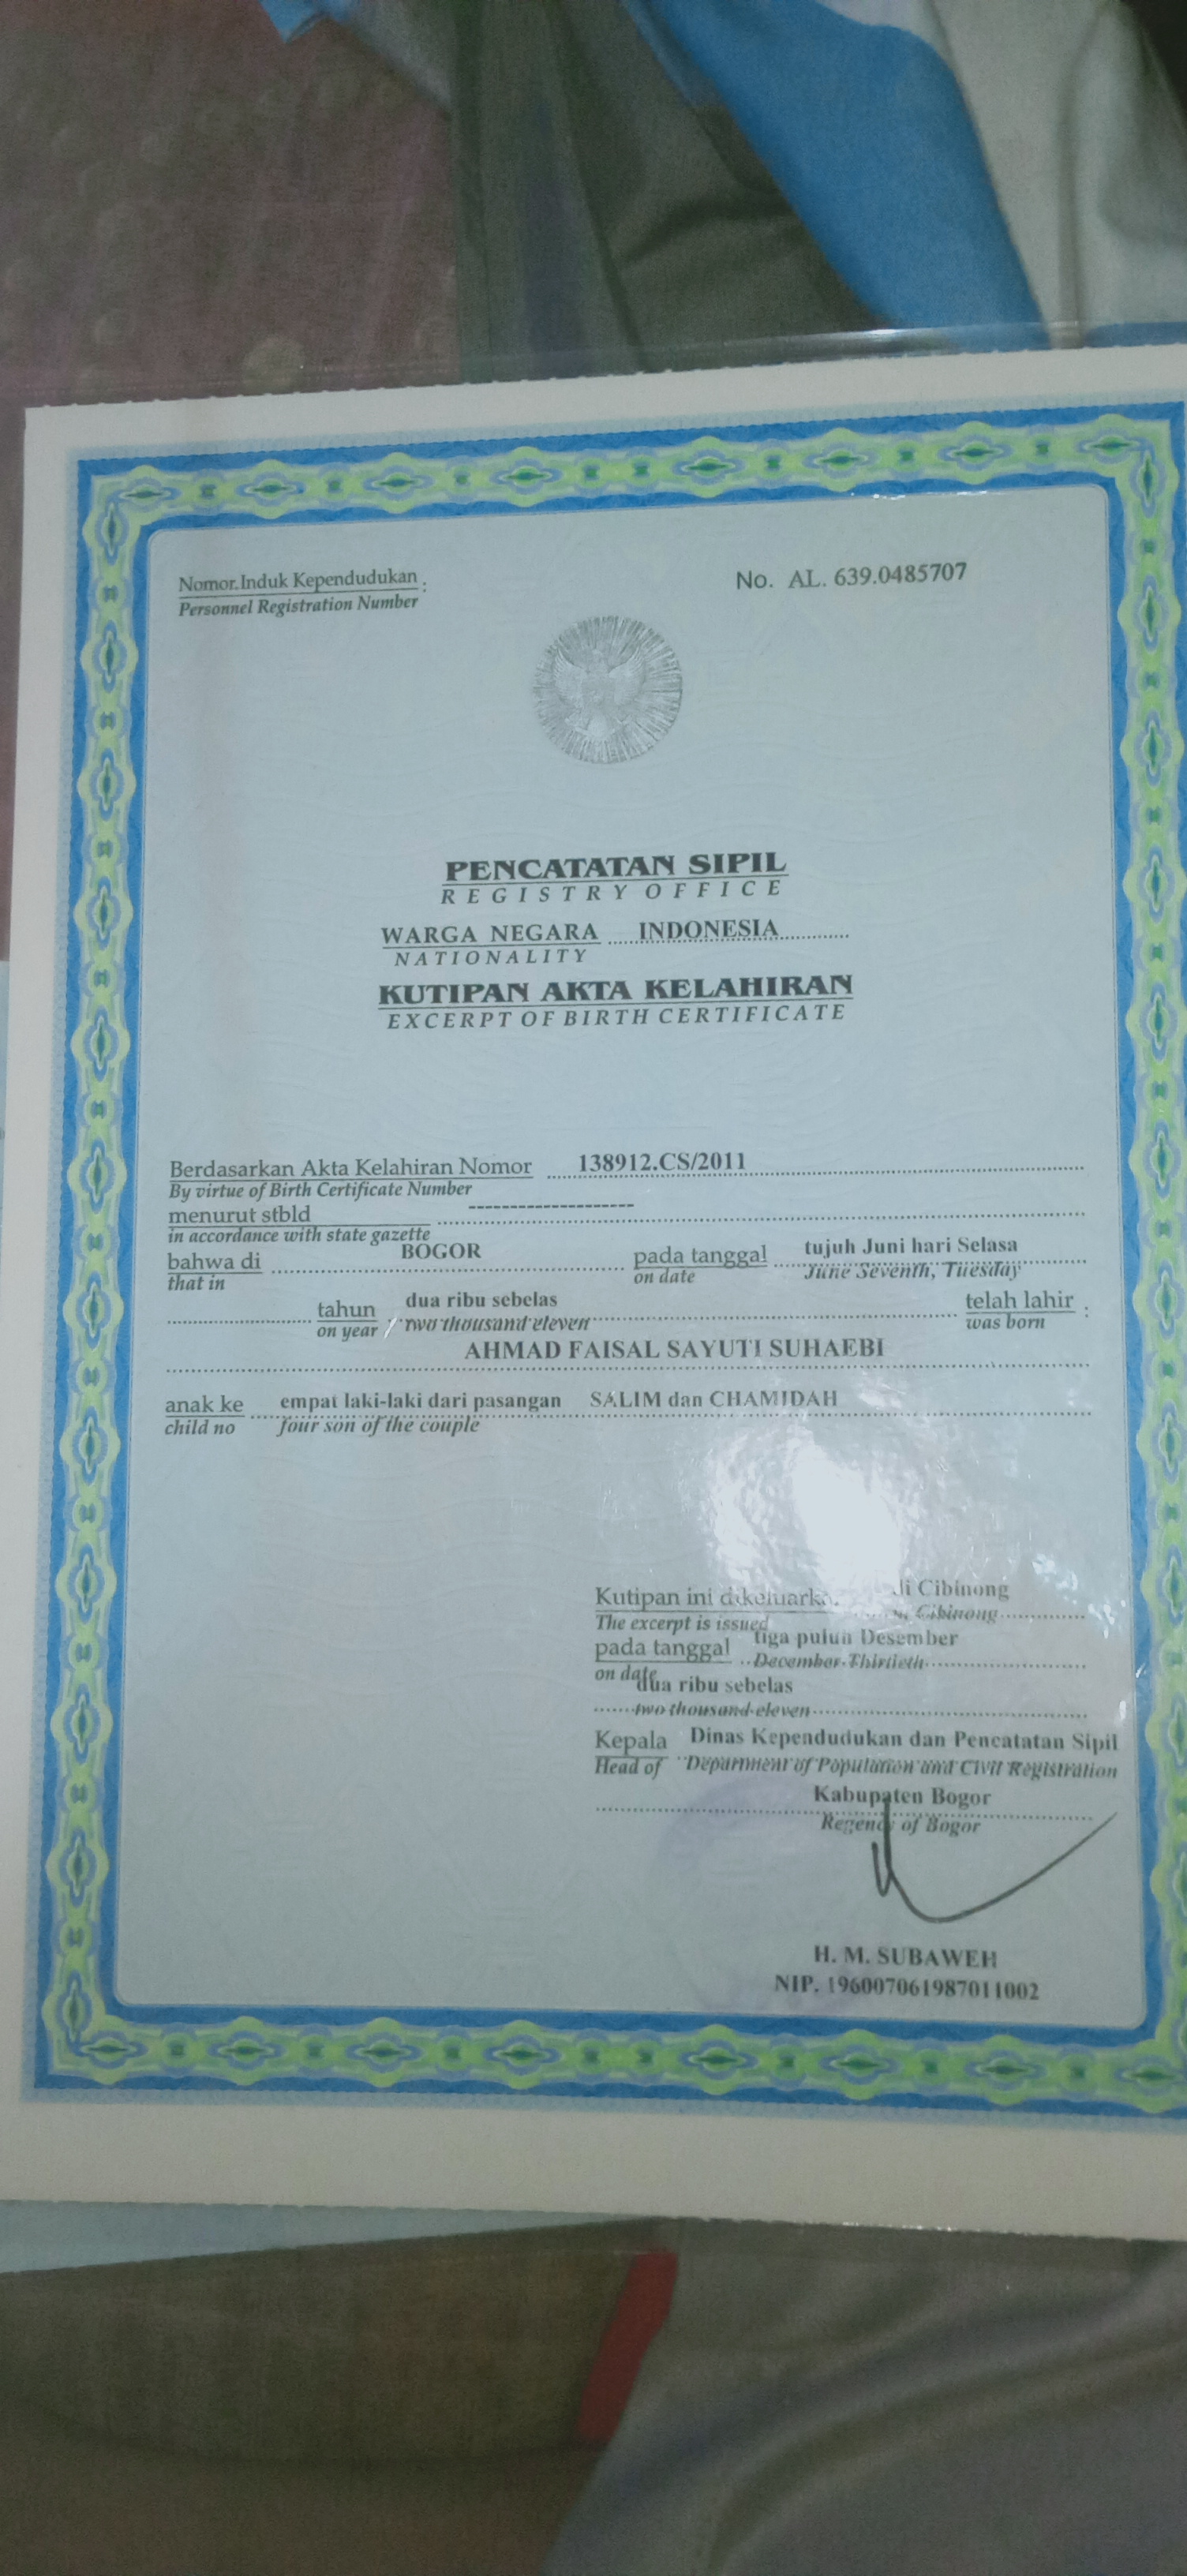 Nomor Induk Kependudukan :
Personnel Registration Number
No. AL. 639.0485707
PENCATATAN SIPIL
REGISTRY OFFICE
WARGA NEGARA INDONESIA
NATIONALITY
KUTIPAN AKTA KELAHIRAN
EXCERPT OF BIRTH CERTIFICATE
Berdasarkan Akta Kelahiran Nomor 138912.CS/2011
By virtue of Birth Certificate Number
menurut stbld --------------------
in accordance with state gazette
bahwa di BOGOR pada tanggal tujuh Juni hari Selasa
that in on date June Seventh, Tuesday
tahun dua ribu sebelas telah lahir :
on year two thousand eleven was born
AHMAD FAISAL SAYUTI SUHAEBI
anak ke empat laki-laki dari pasangan SALIM dan CHAMIDAH
child no four son of the couple
Kutipan ini dikeluarka di Cibinong
The excerpt is issued Cibinong
pada tanggal tiga puluh Desember
on date December Thirtieth
dua ribu sebelas
two thousand eleven
Kepala Dinas Kependudukan dan Pencatatan Sipil
Head of Department of Population and Civil Registration
Kabupaten Bogor
Regency of Bogor
H. M. SUBAWEH
NIP. 196007061987011002